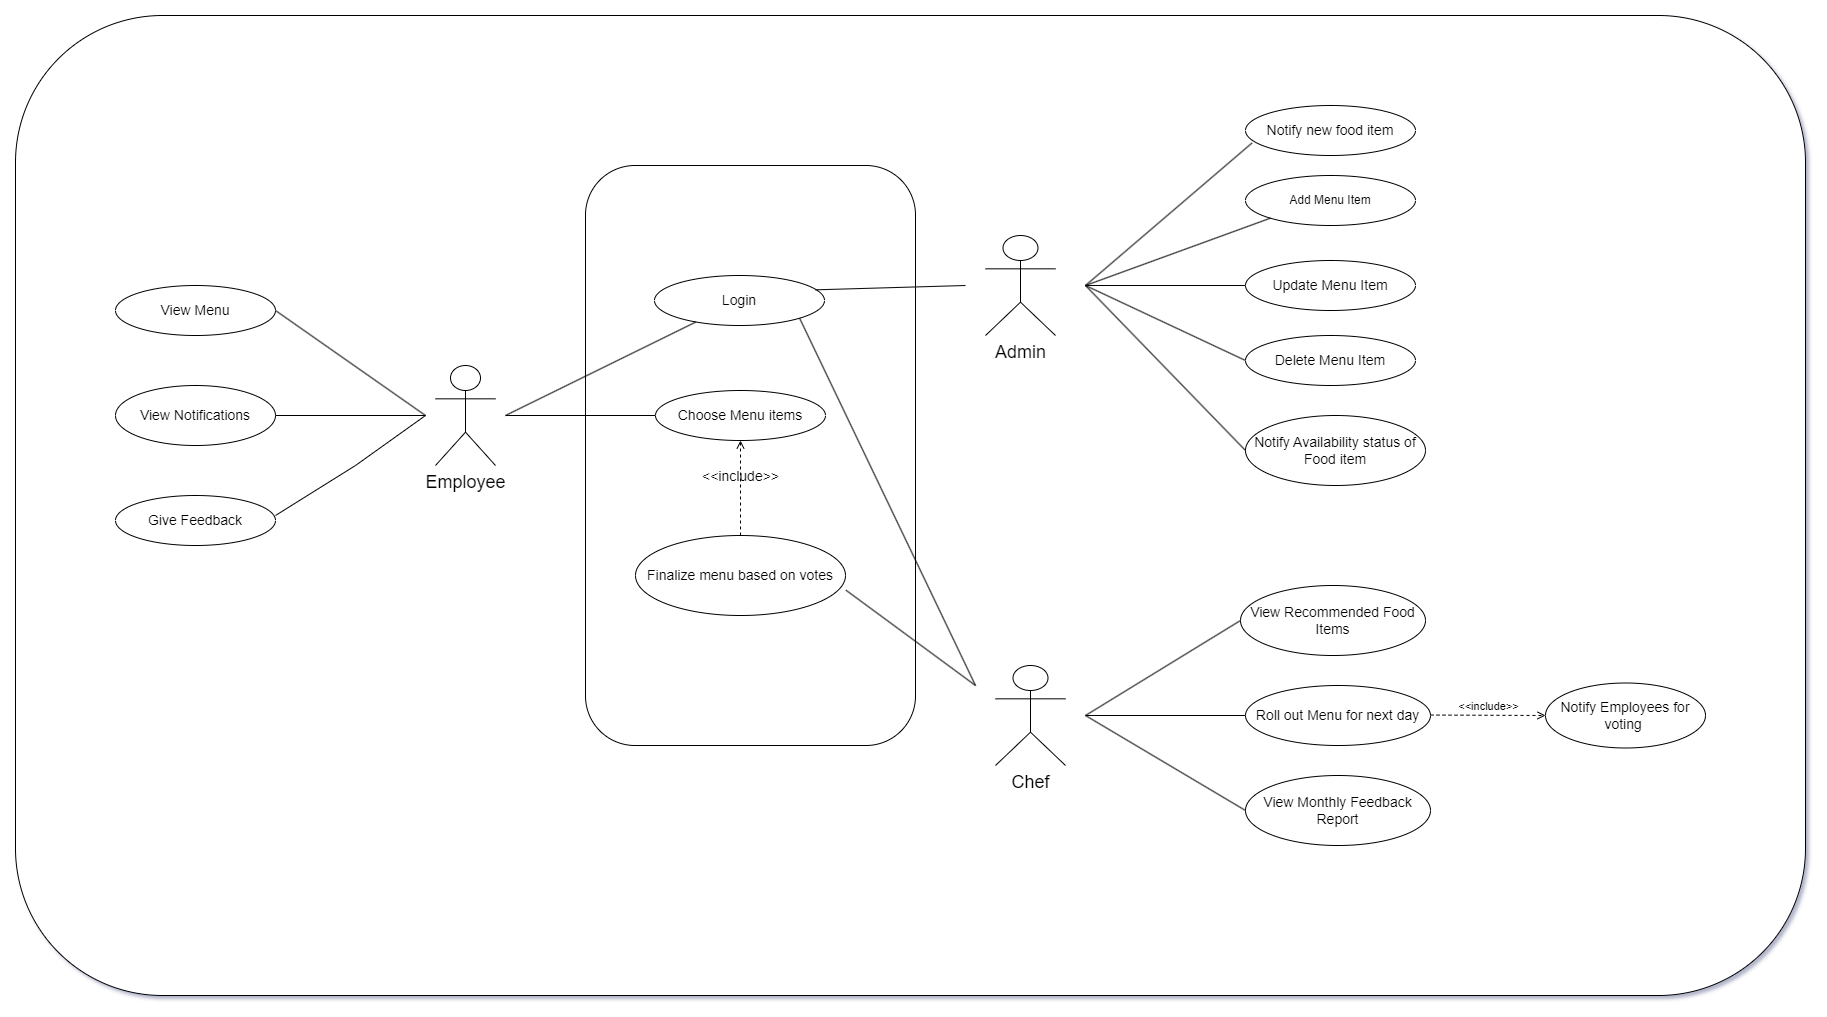 Notify new food item
Add Menu Item
Login
Update Menu Item
View Menu
Admin
Delete Menu Item
View Notifications
Choose Menu items
Notify Availability status of
Food item
<<include>>
Employee
Give Feedback
Finalize menu based on votes
View Recommended Food
Items
Roll out Menu for next day
<<include>>
Notify Employees for
voting
Chef
View Monthly Feedback
Report